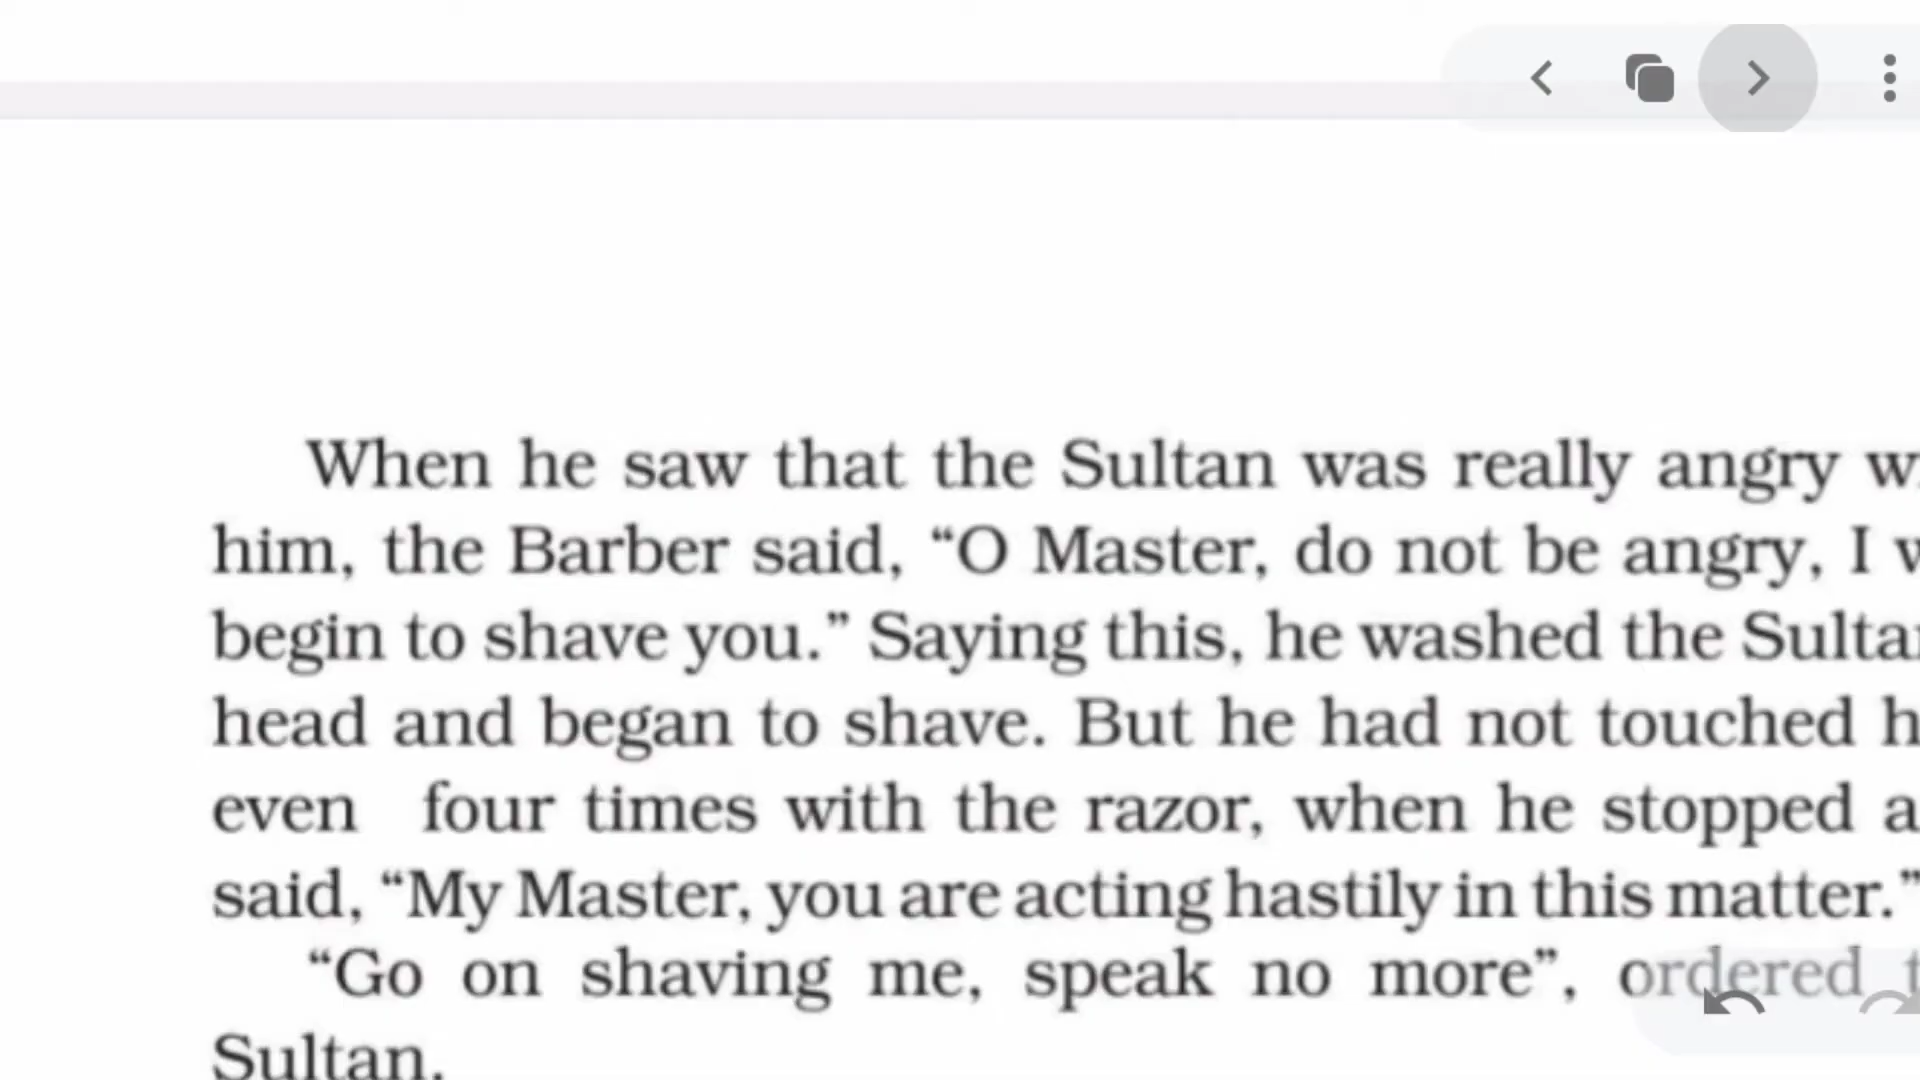 When he saw that the Sultan was really angry
him, the Barber said, “O Master, do not be angry, I
begin to shave you.” Saying this, he washed the
head and began to shave. But he had not touched
even four times with the razor, when he stopped
said, “My Master, you are acting hastily in this matter.”
“Go on shaving me, speak no more”, ordered
Sultan.